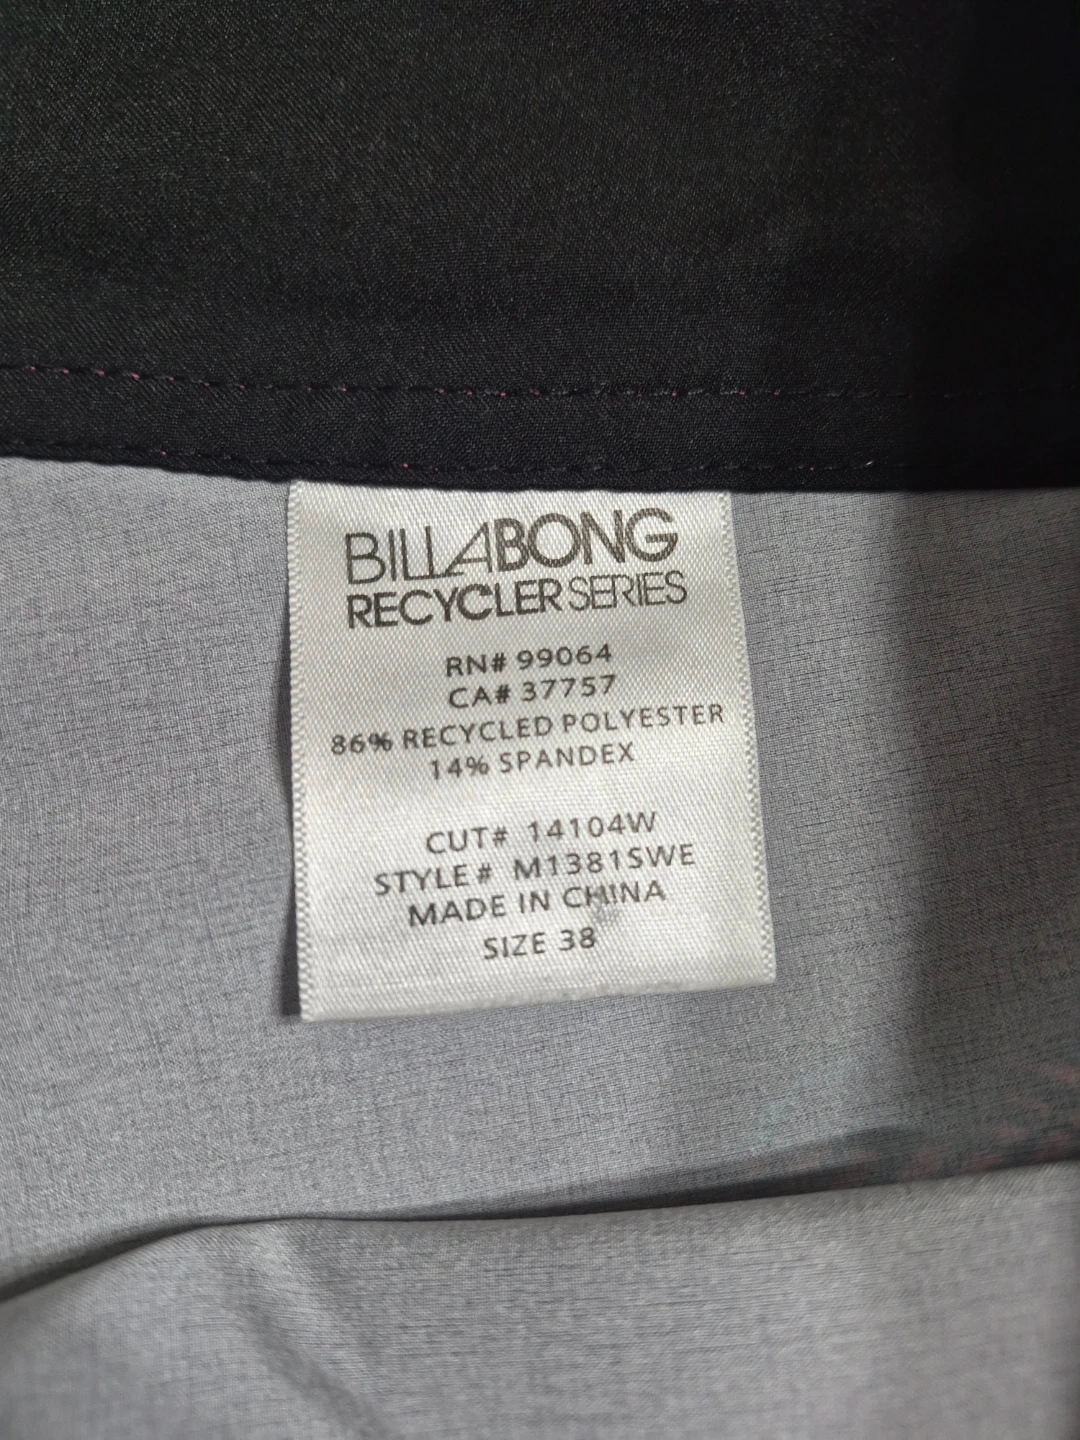 BILLABONG
RECYCLER SERIES
RN# 99064
CA# 37757
86% RECYCLED POLYESTER
14% SPANDEX
CUT# 14104W
STYLE# M1381SWE
MADE IN CHINA
SIZE 38